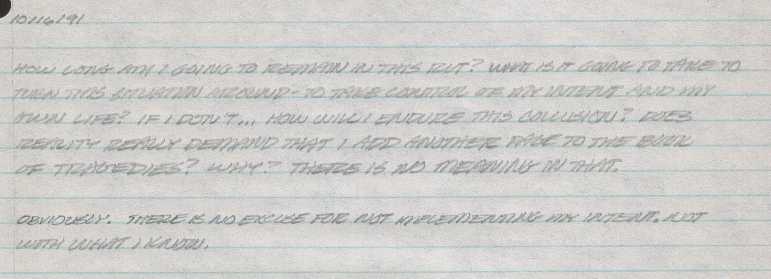 10/16/91
HOW LONG AM I GOING TO REMAIN IN THIS RUT? WHAT IS IT GOING TO TAKE TO
TURN THIS SITUATION AROUND - TO TAKE CONTROL OF MY INTENT AND MY
OWN LIFE? IF I DON'T... HOW WILL I ENDURE THIS COLLUSION? DOES
REALITY REALLY DEMAND THAT I ADD ANOTHER PAGE TO THE BOOK
OF TRAGEDIES? WHY? THERE IS NO MEANING IN THAT.
OBVIOUSLY. THERE IS NO EXCUSE FOR NOT IMPLEMENTING MY INTENT. NOT
WITH WHAT I KNOW.